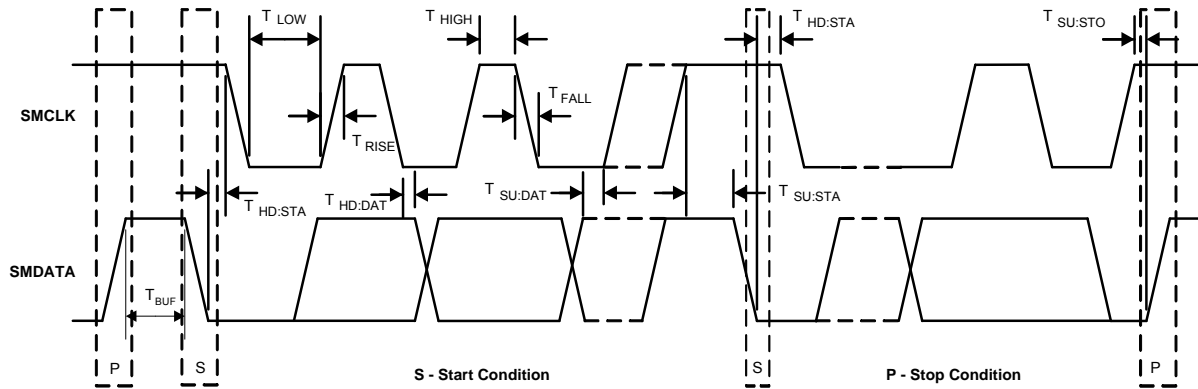 T LOW
T HIGH
T HD:STA
T SU:STO
SMCLK
T FALL
T RISE
T HD:STA
T HD:DAT
T SU:DAT
T SU:STA
SMDATA
T BUF
P
S
S - Start Condition
S
P - Stop Condition
P